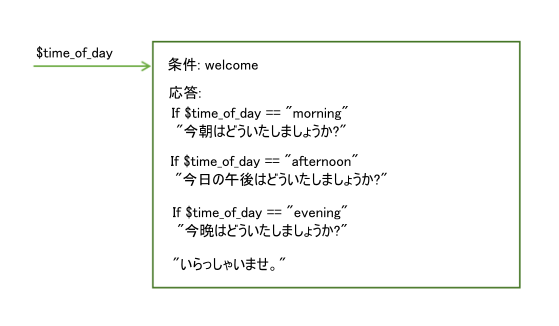 $time_of_day
条件: welcome
応答:
If $time_of_day == "morning"
"今朝はどういたしましょうか?"
If $time_of_day == "afternoon"
"今日の午後はどういたしましょうか?"
If $time_of_day == "evening"
"今晩はどういたしましょうか?"
"いらっしゃいませ。"